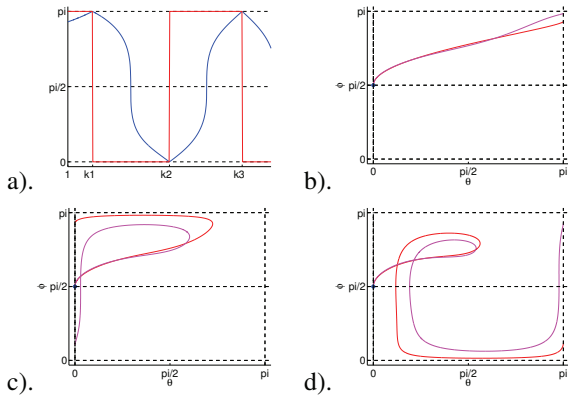 pi
pi/2
0
1 k1 k2 k3
a).
pi
ϕ pi/2
0
0 pi/2 pi
θ
b).
pi
ϕ pi/2
0
0 pi/2 pi
θ
c).
pi
ϕ pi/2
0
0 pi/2 pi
θ
d).